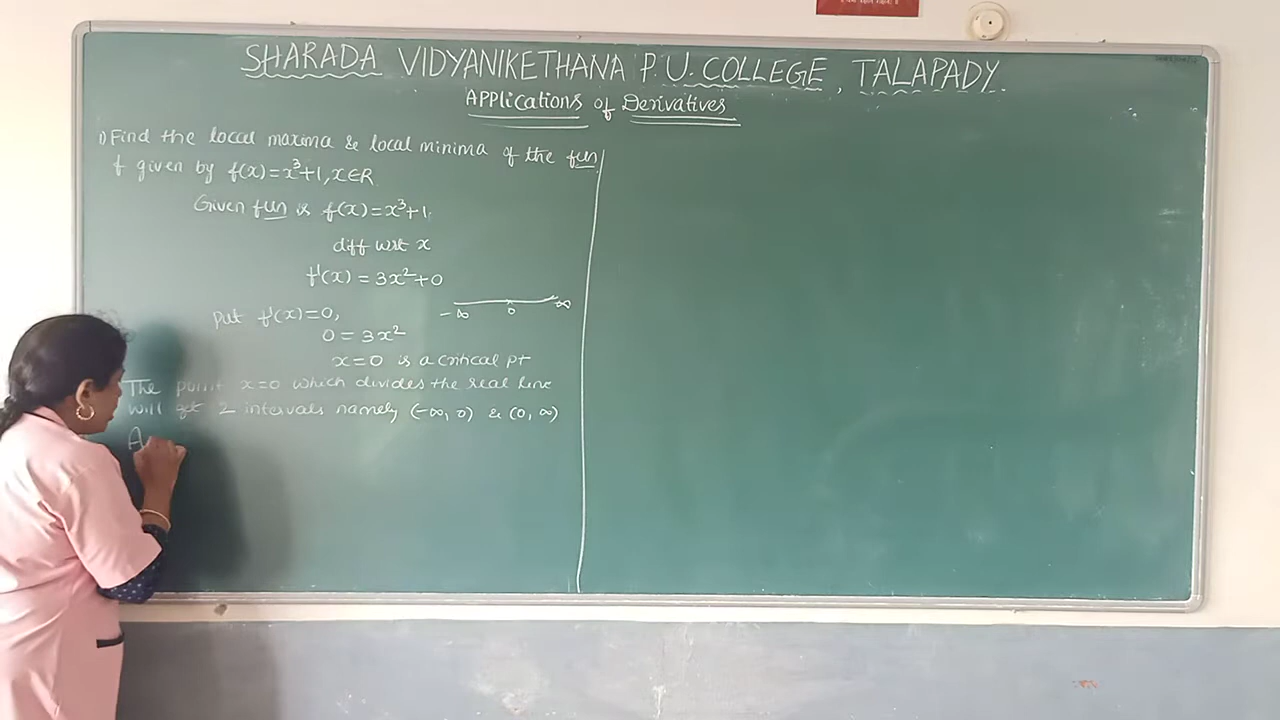 SHARADA VIDYANIKETHANA P.U. COLLEGE, TALAPADY.
Applications of Derivatives
1) Find the local maxima & local minima of the fun
f given by f(x)=x³+1, x∈R
Given fun is f(x)=x³+1,
diff wrt x
f'(x) = 3x²+0
-∞ 0 ∞
Put f'(x)=0,
0 = 3x²
x=0 is a critical pt
The point x=0 which divides the real line
will get 2 intervals namely (-∞, 0) & (0, ∞)
A